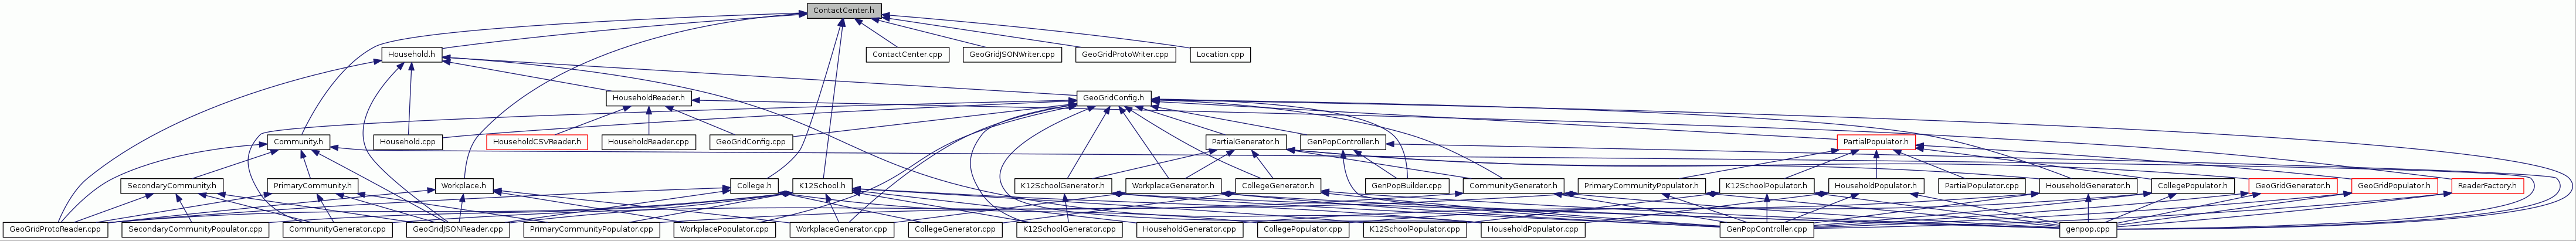 ContactCenter.h
Household.h
ContactCenter.cpp
GeoGridJSONWriter.cpp
GeoGridProtoWriter.cpp
Location.cpp
HouseholdReader.h
GeoGridConfig.h
Community.h
Household.cpp
HouseholdCSVReader.h
HouseholdReader.cpp
GeoGridConfig.cpp
PartialGenerator.h
GenPopController.h
PartialPopulator.h
SecondaryCommunity.h
PrimaryCommunity.h
Workplace.h
College.h
K12School.h
K12SchoolGenerator.h
WorkplaceGenerator.h
CollegeGenerator.h
GenPopBuilder.cpp
CommunityGenerator.h
PrimaryCommunityPopulator.h
K12SchoolPopulator.h
HouseholdPopulator.h
PartialPopulator.cpp
HouseholdGenerator.h
CollegePopulator.h
GeoGridGenerator.h
GeoGridPopulator.h
ReaderFactory.h
GeoGridProtoReader.cpp
SecondaryCommunityPopulator.cpp
CommunityGenerator.cpp
GeoGridJSONReader.cpp
PrimaryCommunityPopulator.cpp
WorkplacePopulator.cpp
WorkplaceGenerator.cpp
CollegeGenerator.cpp
K12SchoolGenerator.cpp
HouseholdGenerator.cpp
CollegePopulator.cpp
K12SchoolPopulator.cpp
HouseholdPopulator.cpp
GenPopController.cpp
genpop.cpp